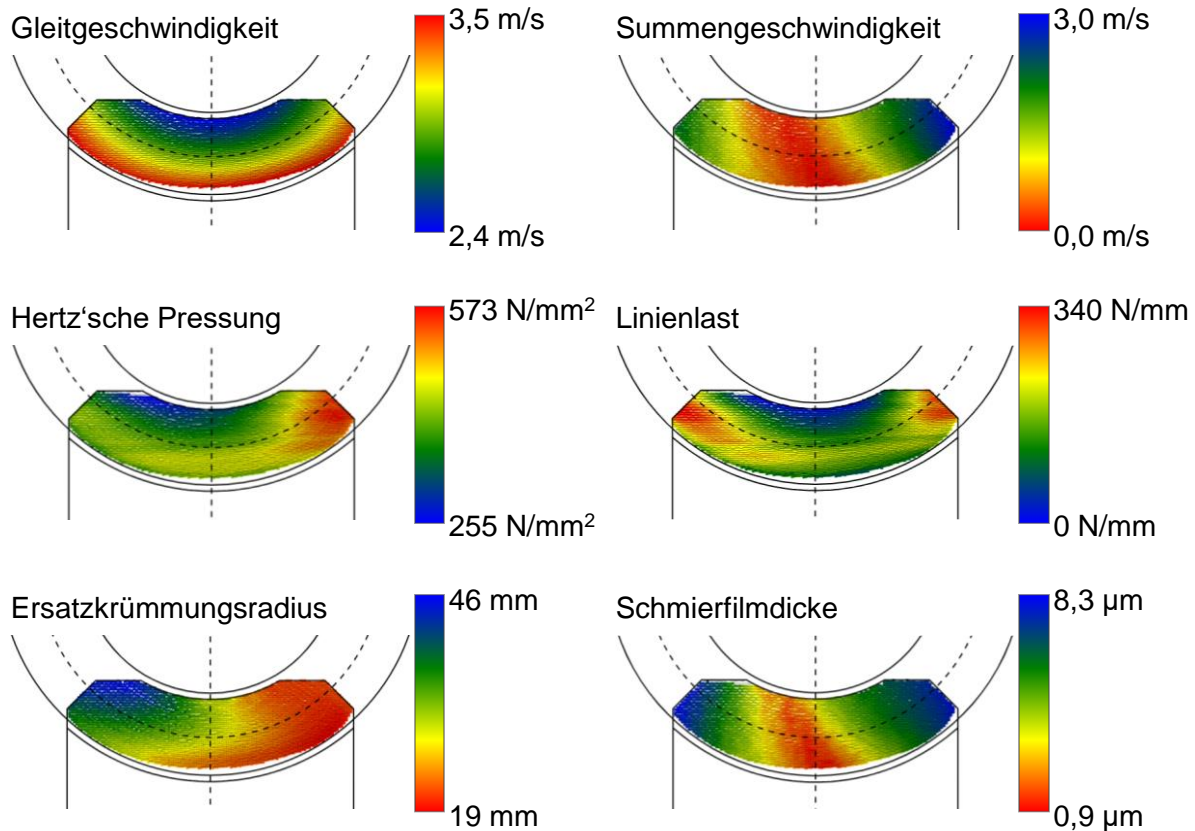 Gleitgeschwindigkeit
3,5 m/s
2,4 m/s
Summengeschwindigkeit
3,0 m/s
0,0 m/s
Hertz‘sche Pressung
573 N/mm²
255 N/mm²
Linienlast
340 N/mm
0 N/mm
Ersatzkrümmungsradius
46 mm
19 mm
Schmierfilmdicke
8,3 µm
0,9 µm